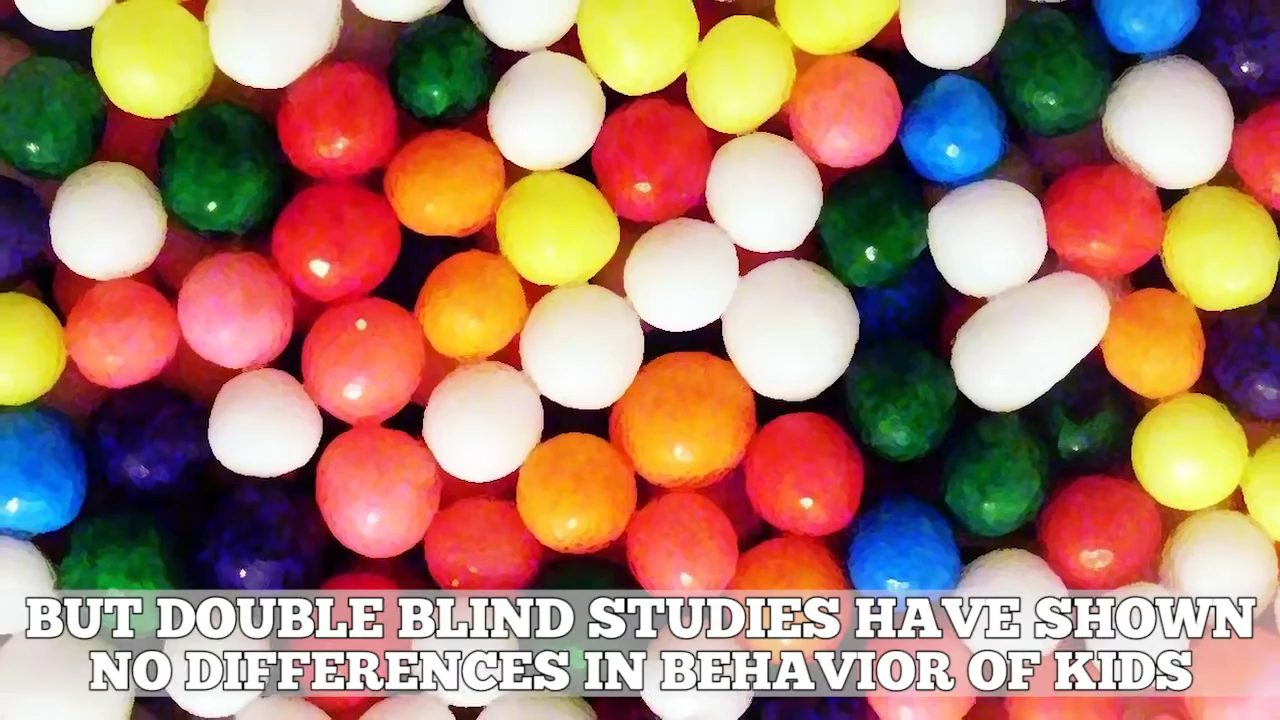 BUT DOUBLE BLIND STUDIES HAVE SHOWN
NO DIFFERENCES IN BEHAVIOR OF KIDS